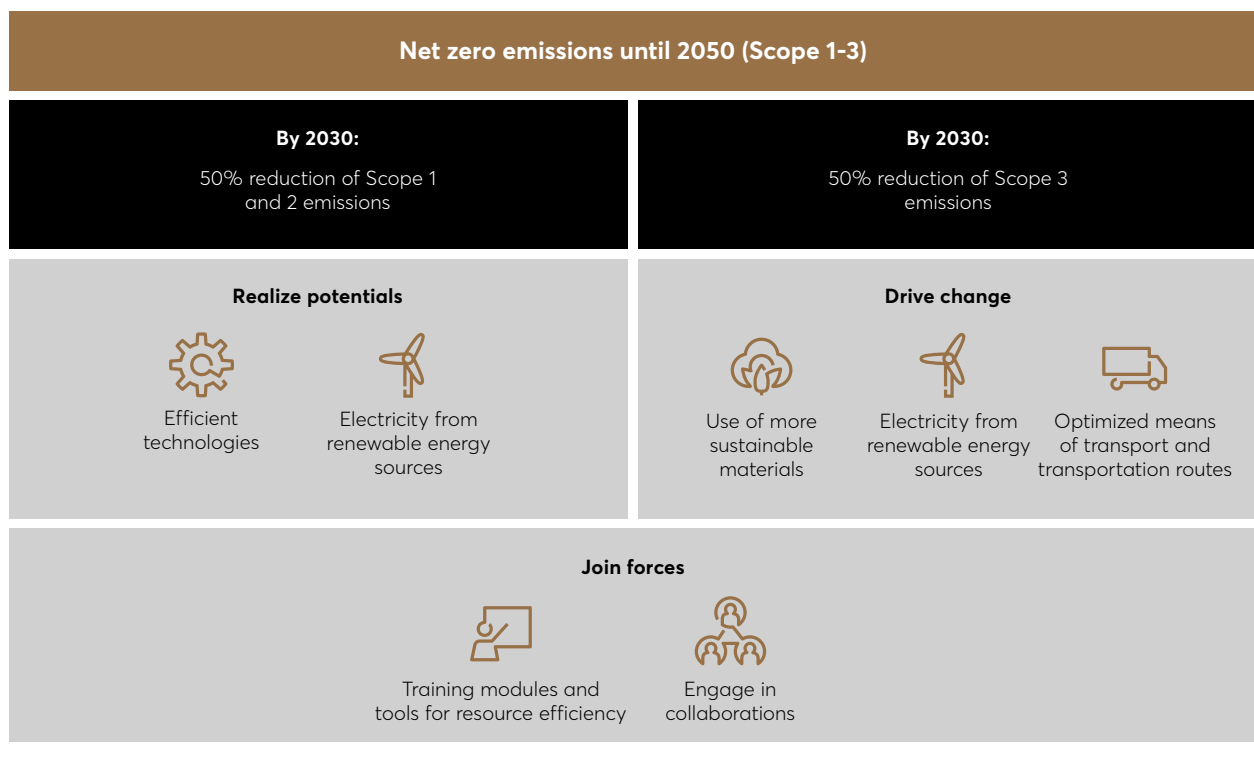 Net zero emissions until 2050 (Scope 1-3)
By 2030:
50% reduction of Scope 1
and 2 emissions
By 2030:
50% reduction of Scope 3
emissions
Realize potentials
Efficient
technologies
Electricity from
renewable energy
sources
Drive change
Use of more
sustainable
materials
Electricity from
renewable energy
sources
Optimized means
of transport and
transportation routes
Join forces
Training modules and
tools for resource efficiency
Engage in
collaborations